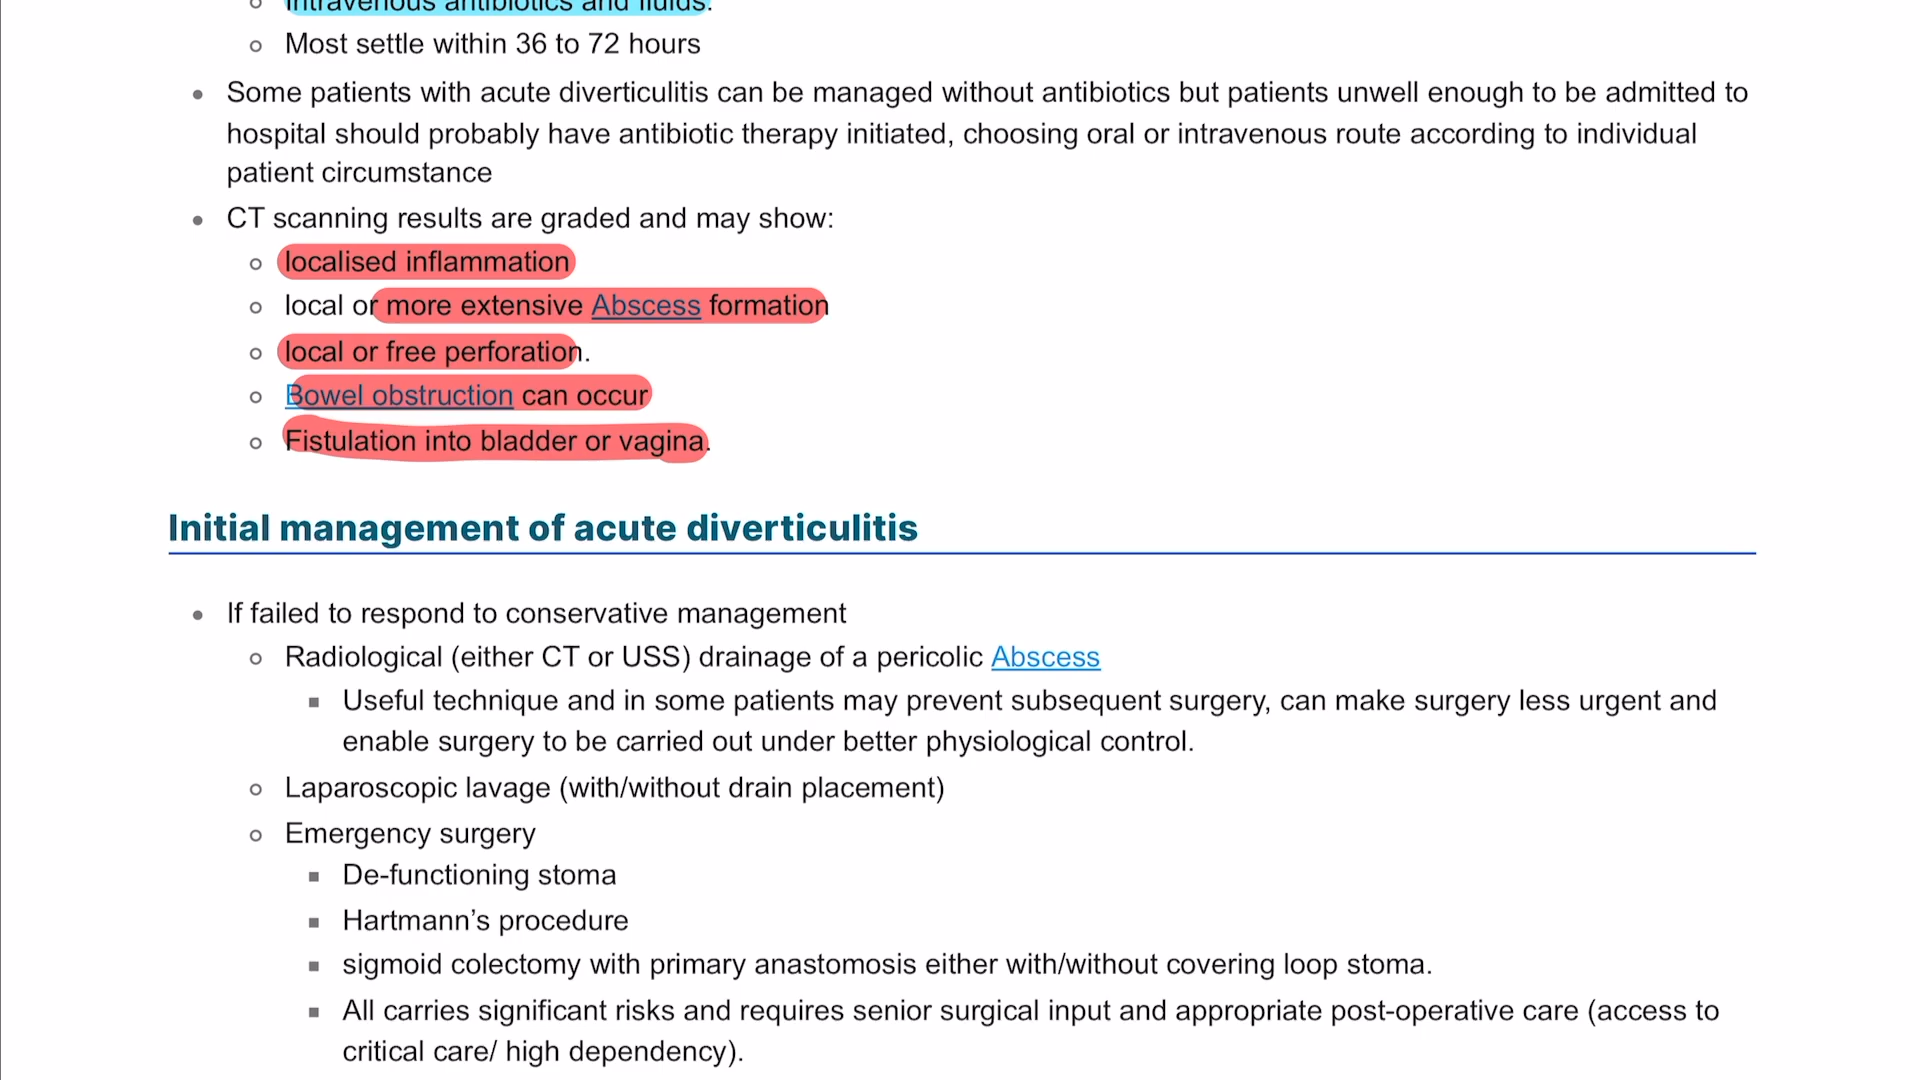 Intravenous antibiotics and fluids.
Most settle within 36 to 72 hours
Some patients with acute diverticulitis can be managed without antibiotics but patients unwell enough to be admitted to
hospital should probably have antibiotic therapy initiated, choosing oral or intravenous route according to individual
patient circumstance
CT scanning results are graded and may show:
localised inflammation
local or more extensive Abscess formation
local or free perforation.
Bowel obstruction can occur
Fistulation into bladder or vagina.
Initial management of acute diverticulitis
If failed to respond to conservative management
Radiological (either CT or USS) drainage of a pericolic Abscess
Useful technique and in some patients may prevent subsequent surgery, can make surgery less urgent and
enable surgery to be carried out under better physiological control.
Laparoscopic lavage (with/without drain placement)
Emergency surgery
De-functioning stoma
Hartmann’s procedure
sigmoid colectomy with primary anastomosis either with/without covering loop stoma.
All carries significant risks and requires senior surgical input and appropriate post-operative care (access to
critical care/ high dependency).